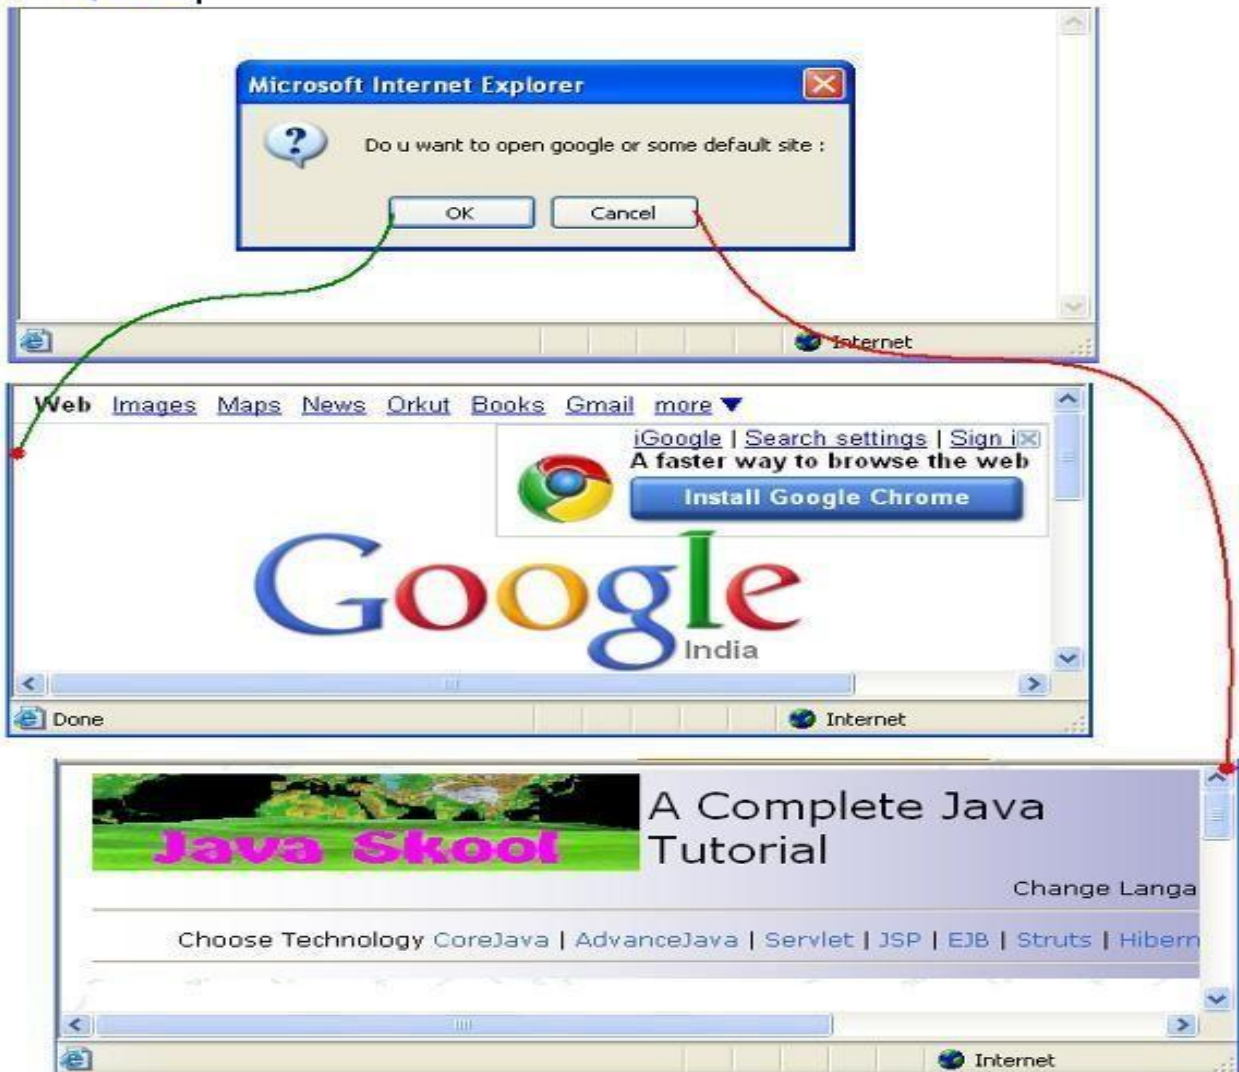 Microsoft Internet Explorer
Do u want to open google or some default site :
OK Cancel
Internet
Web Images Maps News Orkut Books Gmail more
iGoogle | Search settings | Sign i
A faster way to browse the web
Install Google Chrome
Google
India
Done Internet
Java Skool
A Complete Java
Tutorial
Change Langa
Choose Technology CoreJava | AdvanceJava | Servlet | JSP | EJB | Struts | Hibern
Internet